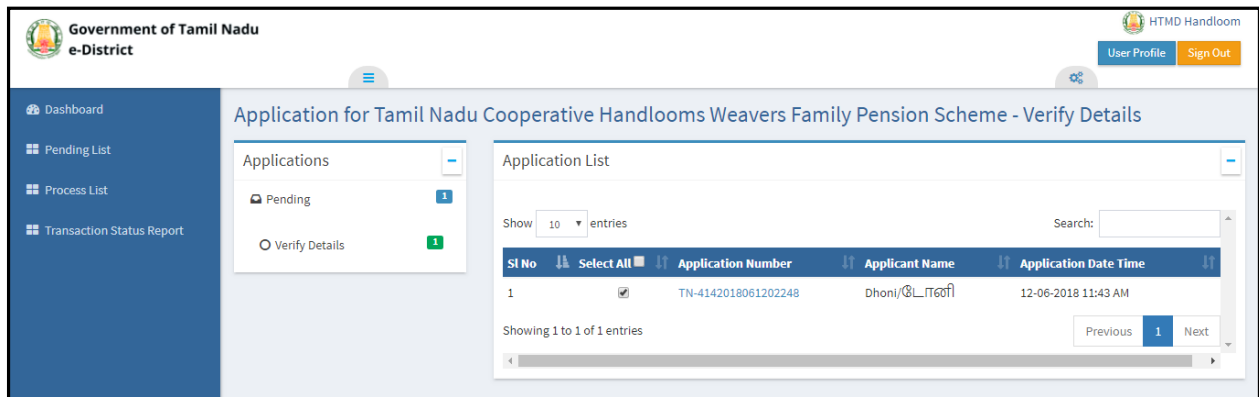 Government of Tamil Nadu
e-District
HTMD Handloom
User Profile
Sign Out
Dashboard
Pending List
Process List
Transaction Status Report
Application for Tamil Nadu Cooperative Handlooms Weavers Family Pension Scheme - Verify Details
Applications
Pending 1
Verify Details 1
Application List
Show 10 entries
Search:
Sl No Select All Application Number Applicant Name Application Date Time
1 TN-4142018061202248 Dhoni/டோனி 12-06-2018 11:43 AM
Showing 1 to 1 of 1 entries
Previous 1 Next